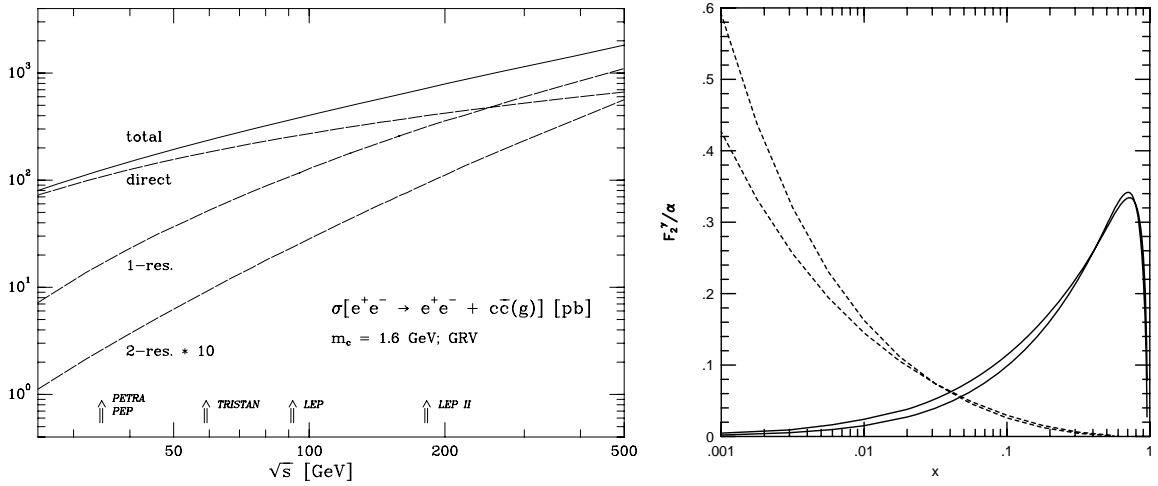 10³
total
10²
direct
1-res.
10¹
σ[e⁺e⁻ → e⁺e⁻ + cc̄(g)] [pb]
m_c = 1.6 GeV; GRV
2-res. * 10
10⁰
PETRA
PEP
TRISTAN
LEP
LEP II
50
100
200
500
√s [GeV]
.6
.5
.4
.3
.2
.1
0
F₂^γ/α
.001
.01
.1
1
x